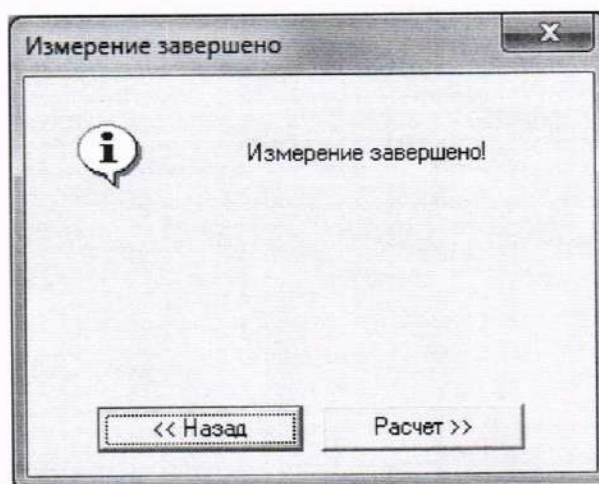 Измерение завершено
Измерение завершено!
<< Назад
Расчет >>